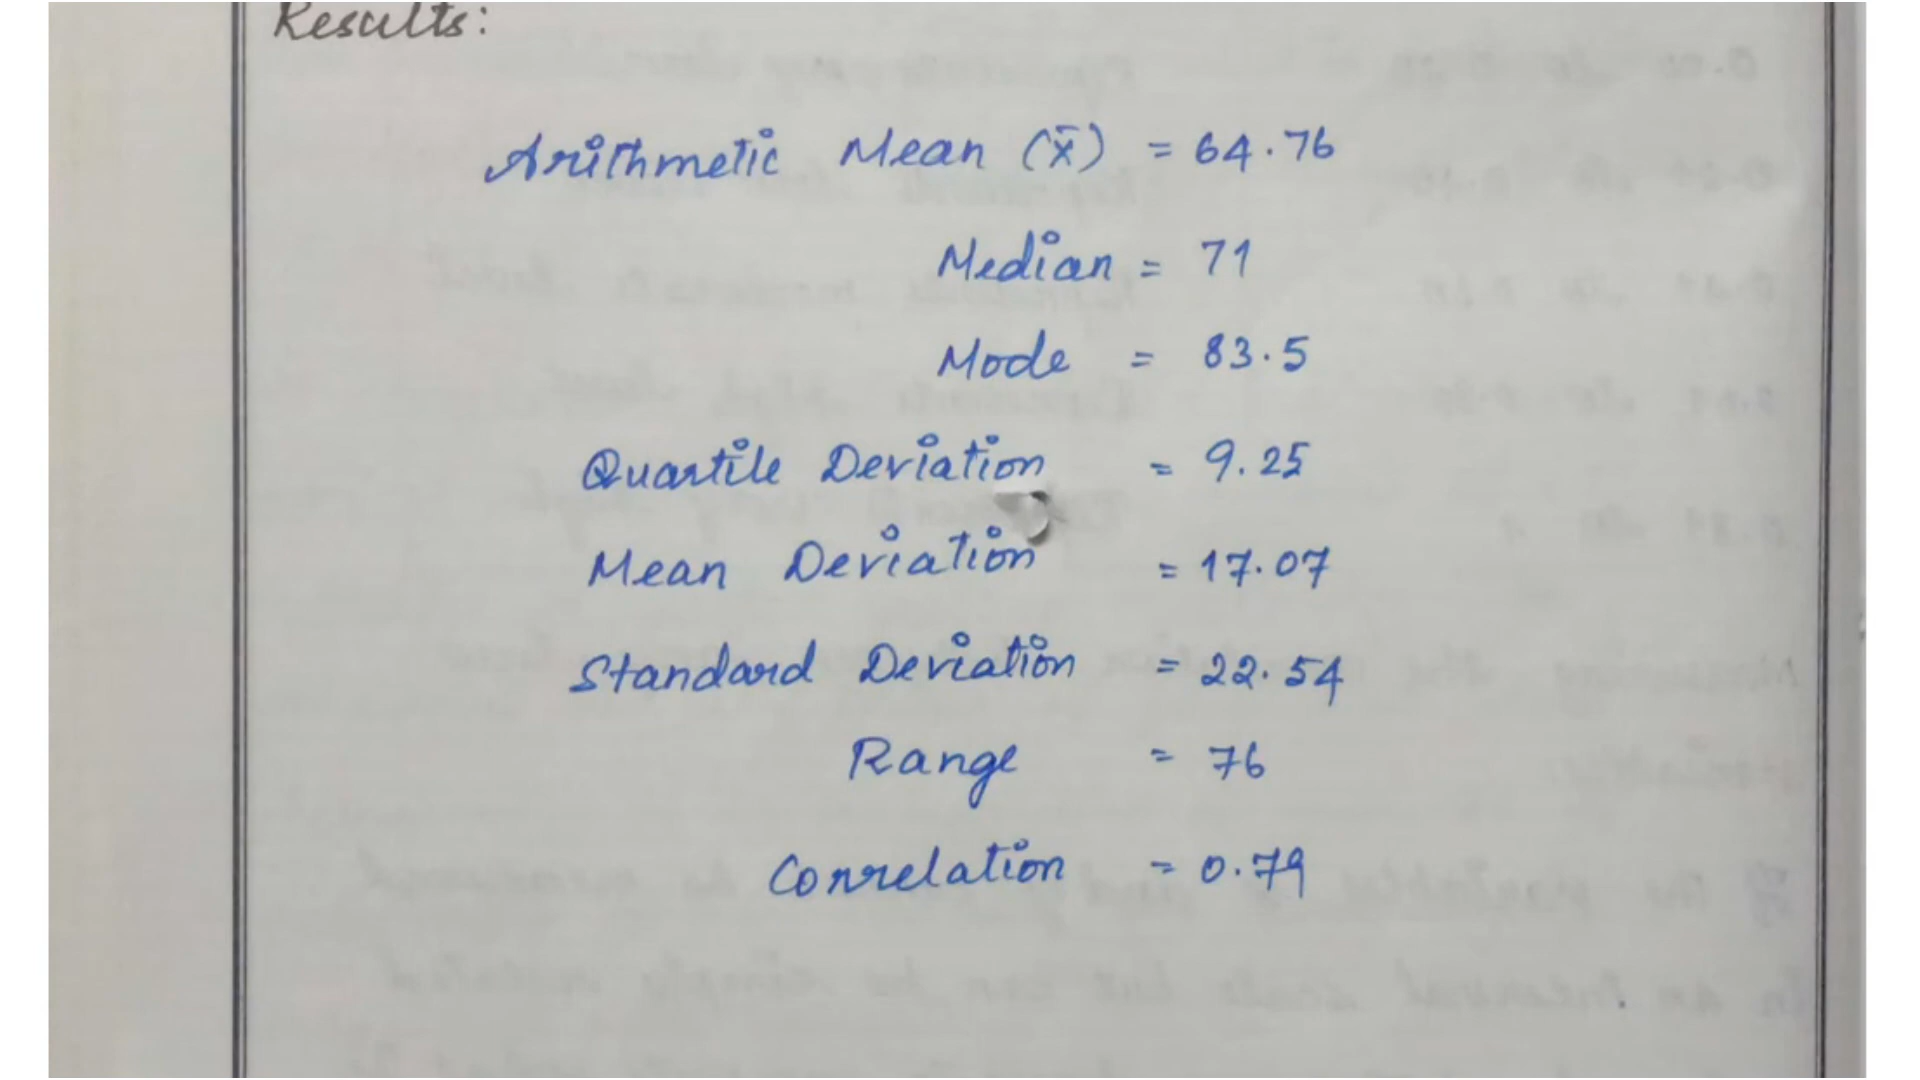 Results:
Arithmetic Mean (x̄) = 64.76
Median = 71
Mode = 83.5
Quartile Deviation = 9.25
Mean Deviation = 17.07
Standard Deviation = 22.54
Range = 76
Correlation = 0.79